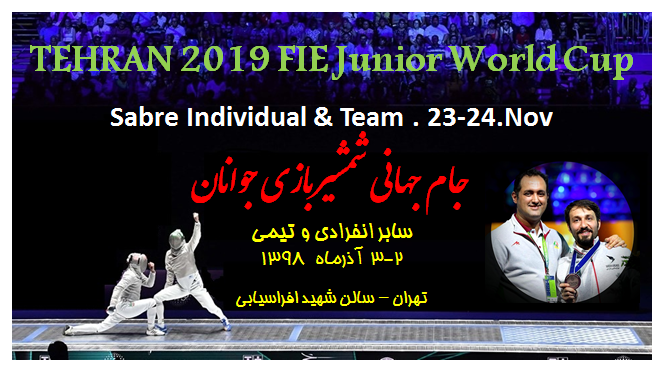 TEHRAN 2019 FIE Junior World Cup
Sabre Individual & Team . 23-24.Nov
جام جهانی شمشیربازی جوانان
سابر انفرادی و تیمی
۲-۳ آذرماه ۱۳۹۸
تهران – سالن شهید افراسیابی